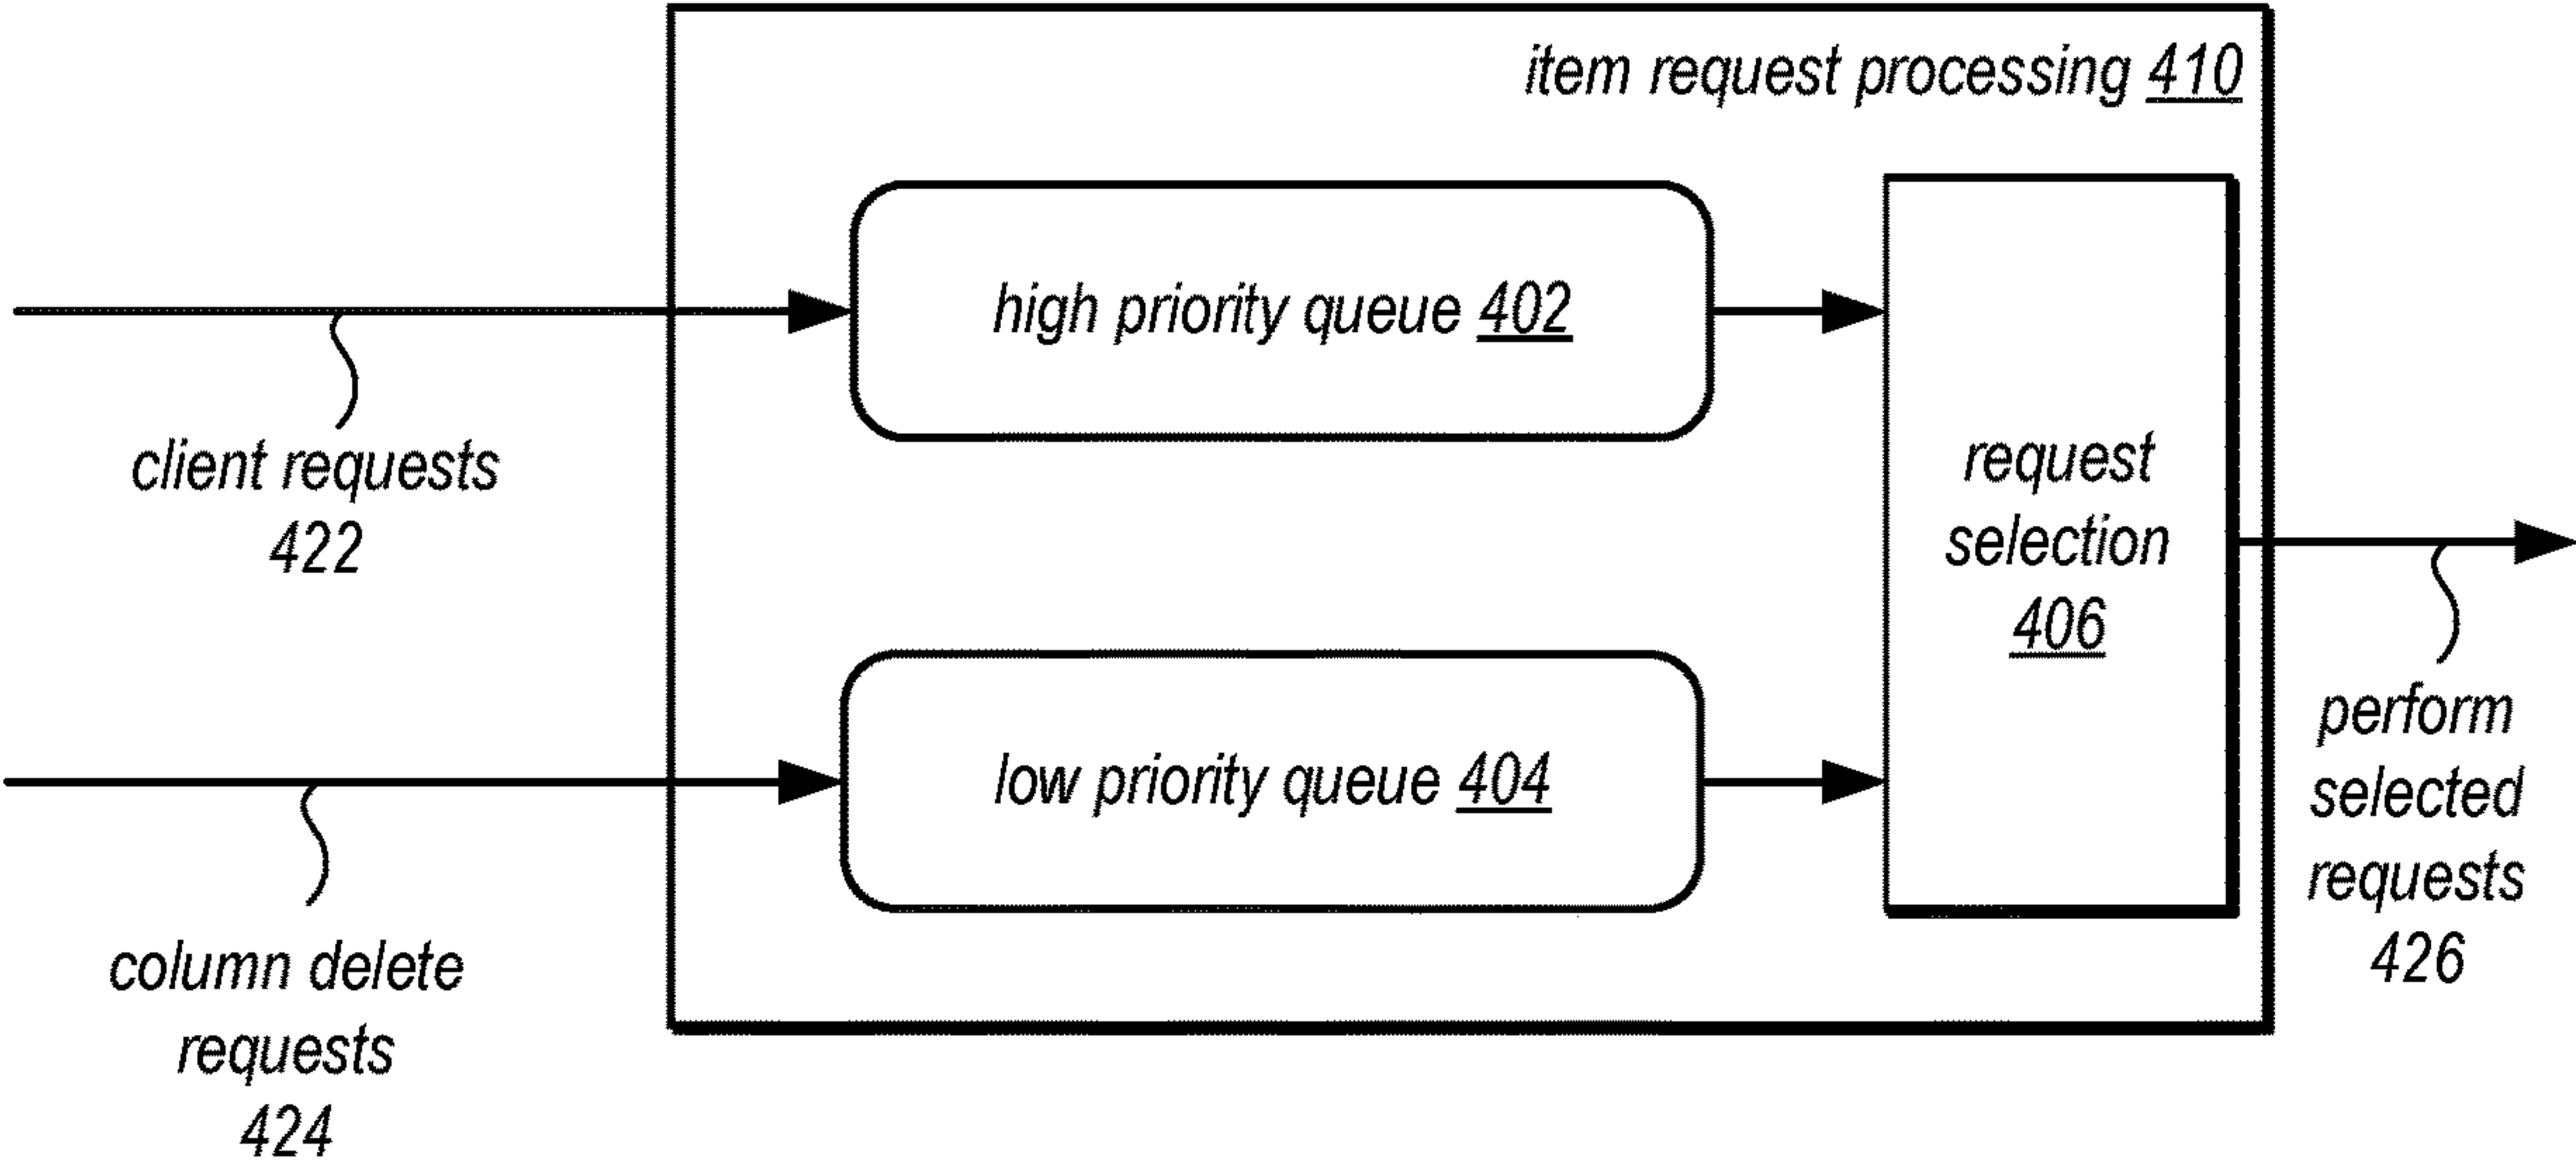 item request processing 410
high priority queue 402
client requests
422
request
selection
406
low priority queue 404
perform
selected
requests
426
column delete
requests
424